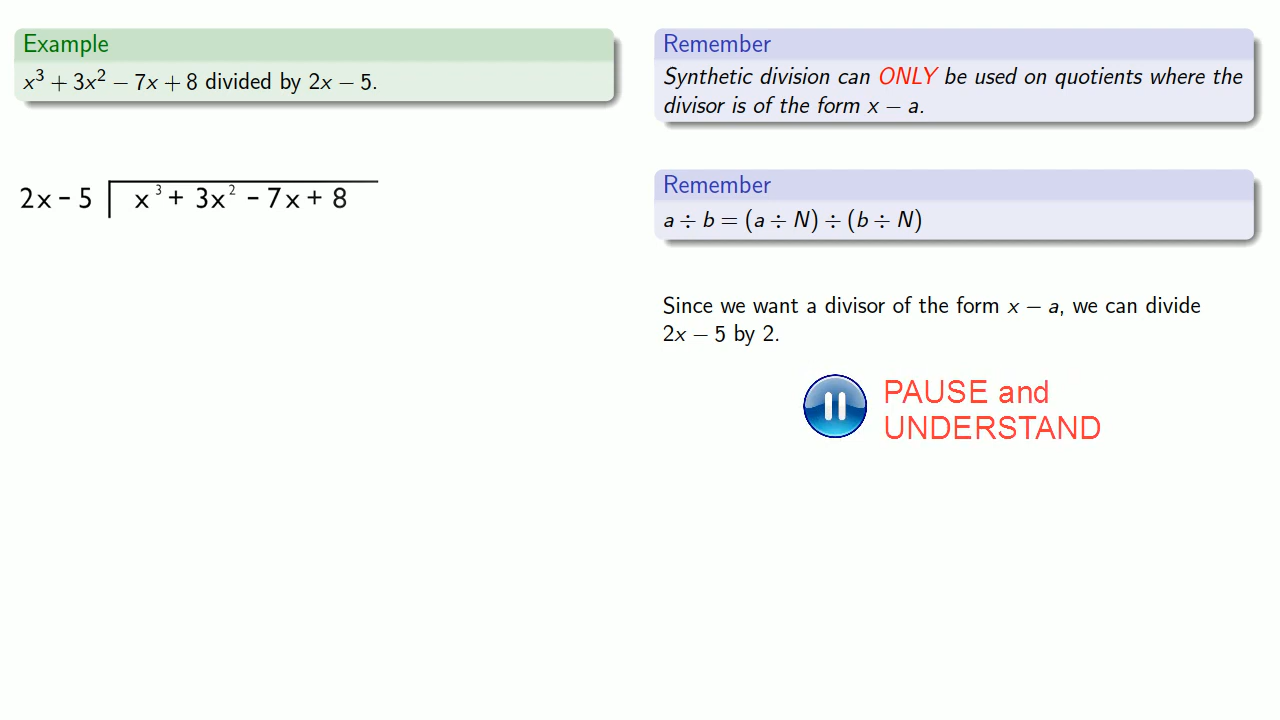 Example
x³ + 3x² − 7x + 8 divided by 2x − 5.
2x − 5 x³ + 3x² − 7x + 8
Remember
Synthetic division can ONLY be used on quotients where the
divisor is of the form x − a.
Remember
a ÷ b = (a ÷ N) ÷ (b ÷ N)
Since we want a divisor of the form x − a, we can divide
2x − 5 by 2.
PAUSE and
UNDERSTAND